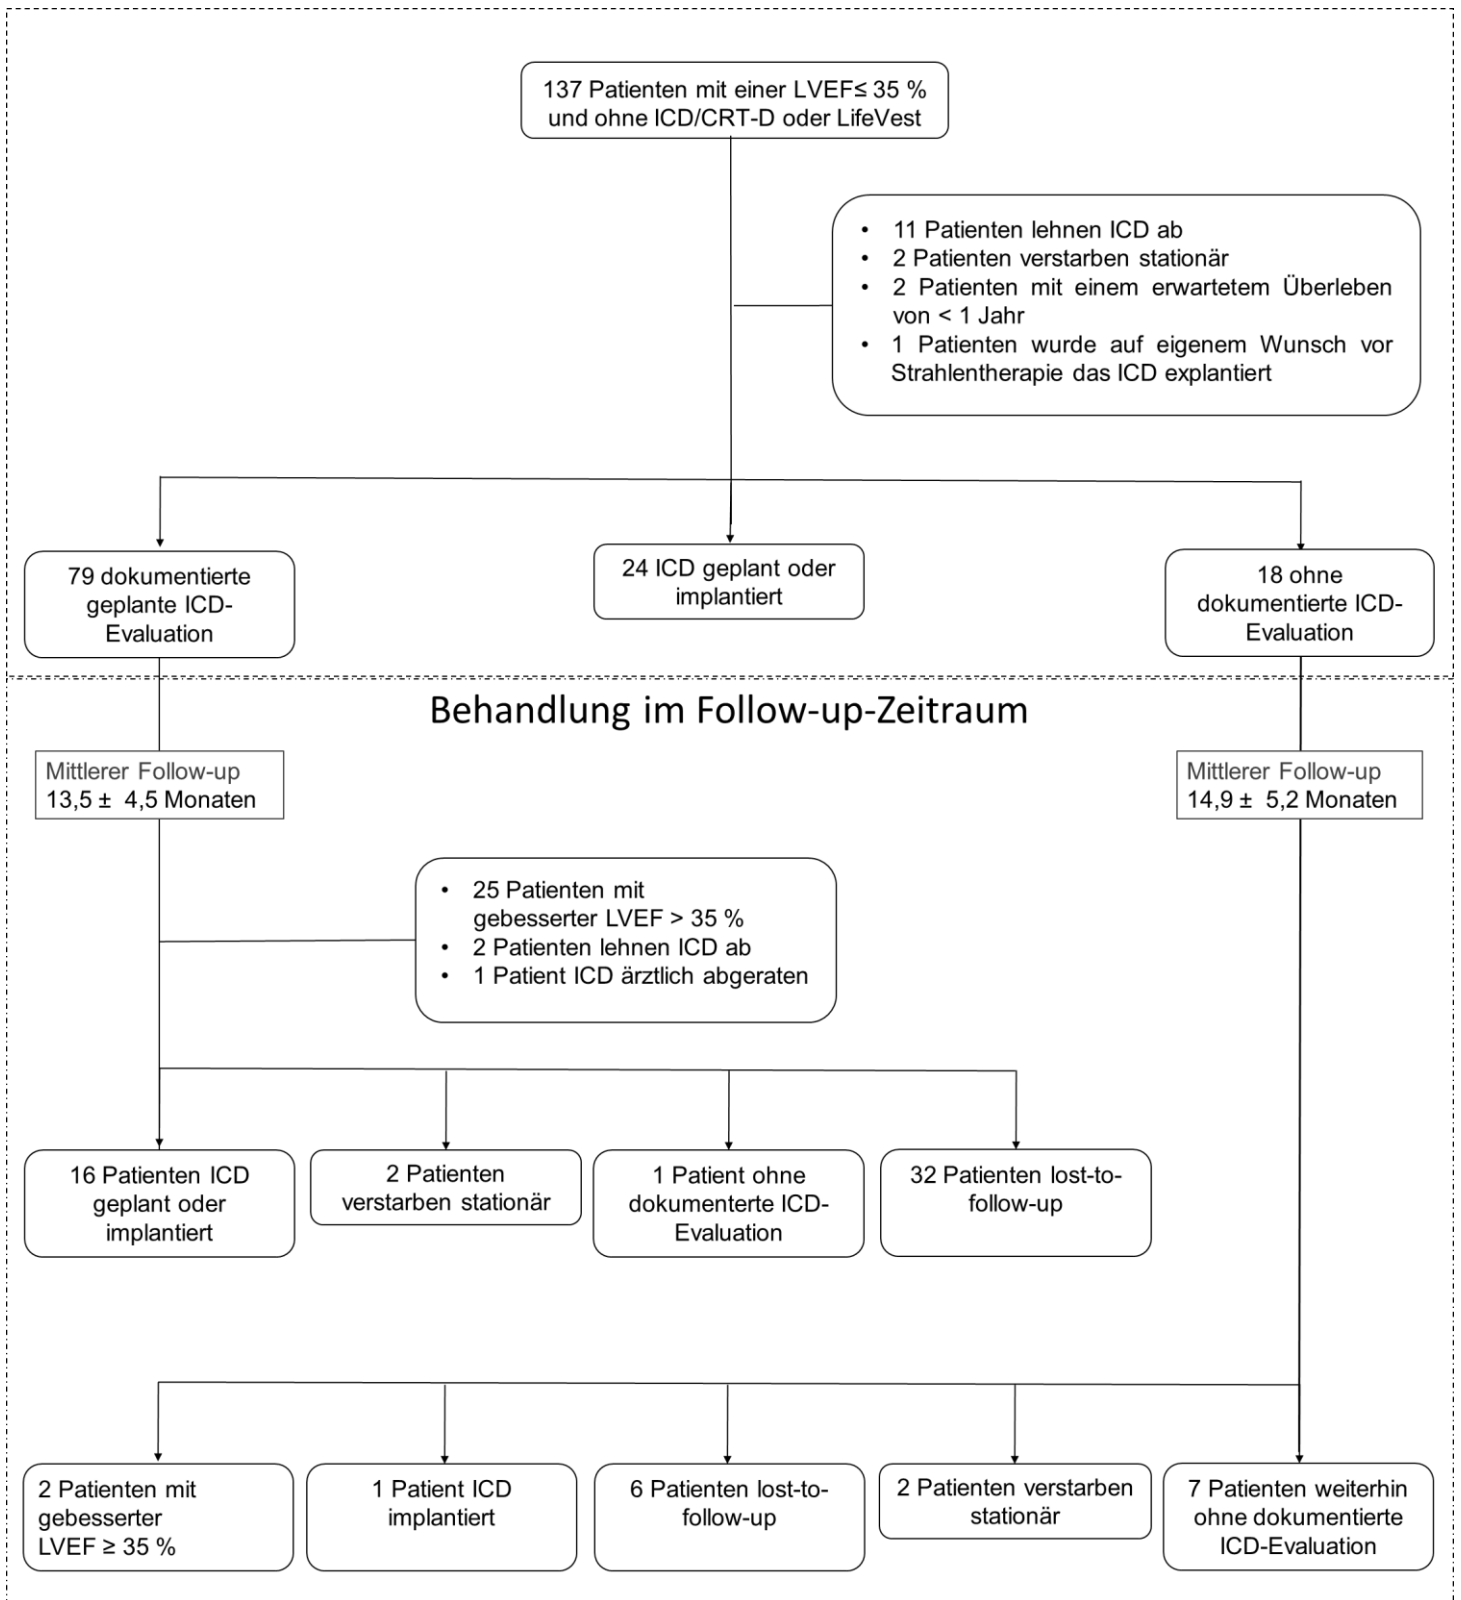 137 Patienten mit einer LVEF≤ 35 %
und ohne ICD/CRT-D oder LifeVest
• 11 Patienten lehnen ICD ab
• 2 Patienten verstarben stationär
• 2 Patienten mit einem erwartetem Überleben
von < 1 Jahr
• 1 Patienten wurde auf eigenem Wunsch vor
Strahlentherapie das ICD explantiert
79 dokumentierte
geplante ICD-
Evaluation
24 ICD geplant oder
implantiert
18 ohne
dokumentierte ICD-
Evaluation
Behandlung im Follow-up-Zeitraum
Mittlerer Follow-up
13,5 ± 4,5 Monaten
Mittlerer Follow-up
14,9 ± 5,2 Monaten
• 25 Patienten mit
gebesserter LVEF > 35 %
• 2 Patienten lehnen ICD ab
• 1 Patient ICD ärztlich abgeraten
16 Patienten ICD
geplant oder
implantiert
2 Patienten
verstarben stationär
1 Patient ohne
dokumenterte ICD-
Evaluation
32 Patienten lost-to-
follow-up
2 Patienten mit
gebesserter
LVEF ≥ 35 %
1 Patient ICD
implantiert
6 Patienten lost-to-
follow-up
2 Patienten verstarben
stationär
7 Patienten weiterhin
ohne dokumentierte
ICD-Evaluation